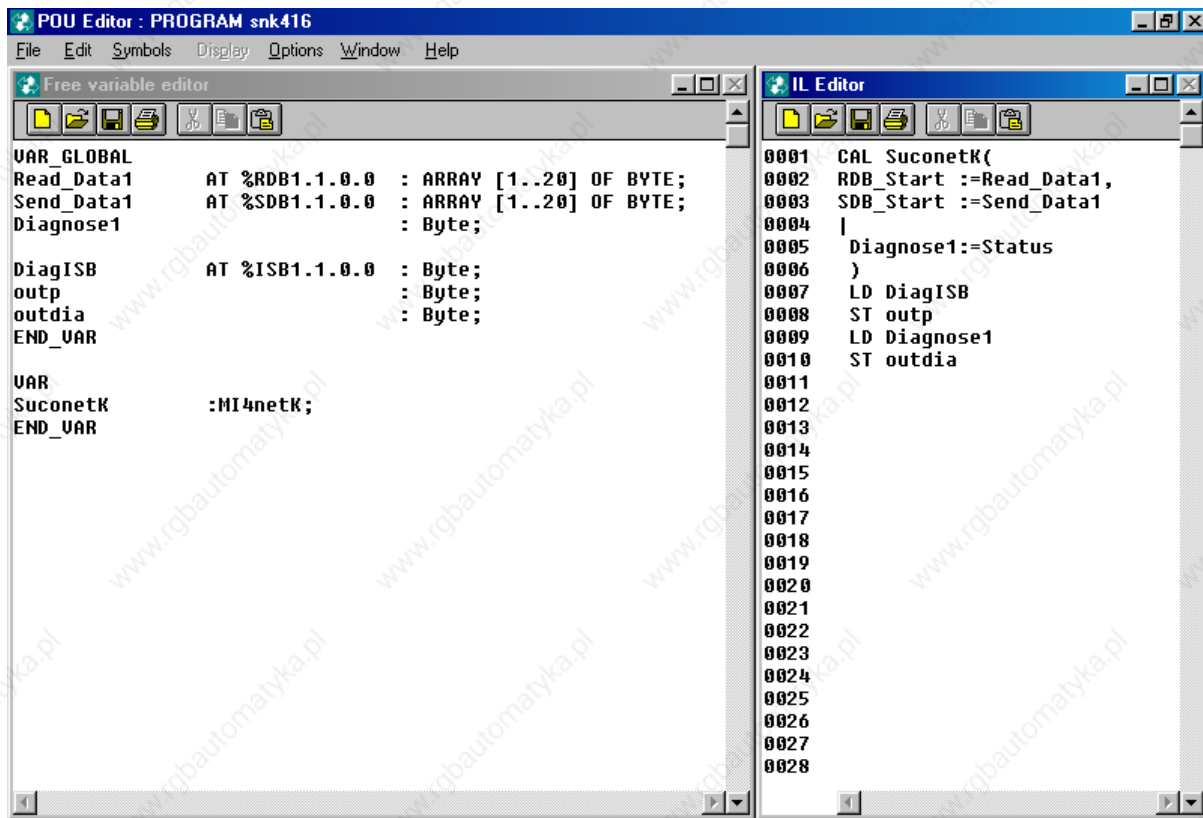 POU Editor : PROGRAM snk416
File Edit Symbols Display Options Window Help
Free variable editor
VAR_GLOBAL
Read_Data1 AT %RDB1.1.0.0 : ARRAY [1..20] OF BYTE;
Send_Data1 AT %SDB1.1.0.0 : ARRAY [1..20] OF BYTE;
Diagnose1 : Byte;
DiagISB AT %ISB1.1.0.0 : Byte;
outp : Byte;
outdia : Byte;
END_VAR
VAR
SuconetK :MI4netK;
END_VAR
IL Editor
0001 CAL SuconetK(
0002 RDB_Start :=Read_Data1,
0003 SDB_Start :=Send_Data1
0004 |
0005 Diagnose1:=Status
0006 )
0007 LD DiagISB
0008 ST outp
0009 LD Diagnose1
0010 ST outdia
0011
0012
0013
0014
0015
0016
0017
0018
0019
0020
0021
0022
0023
0024
0025
0026
0027
0028
www.rgbautomatyka.pl